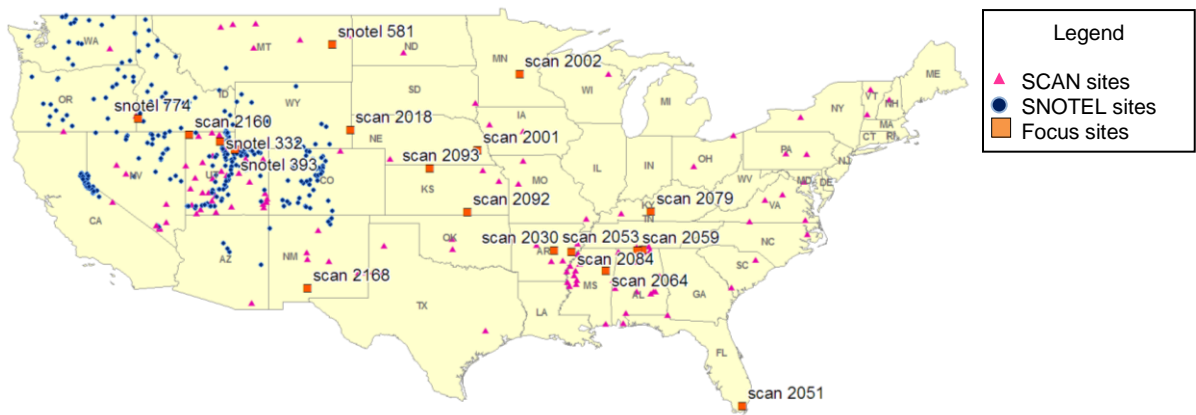 Legend
SCAN sites
SNOTEL sites
Focus sites
snotel 581
scan 2002
snotel 774
scan 2160
scan 2018
snotel 332
snotel 393
scan 2093
scan 2001
scan 2092
scan 2079
scan 2030
scan 2053
scan 2059
scan 2084
scan 2064
scan 2168
scan 2051
WA
MT
ND
MN
ME
OR
ID
WY
SD
WI
MI
NY
VT
NH
MA
CT
RI
NE
IA
PA
NJ
NV
UT
CO
KS
MO
IL
IN
OH
WV
MD
DE
VA
KY
TN
CA
AZ
NM
OK
AR
NC
SC
TX
LA
MS
AL
GA
FL